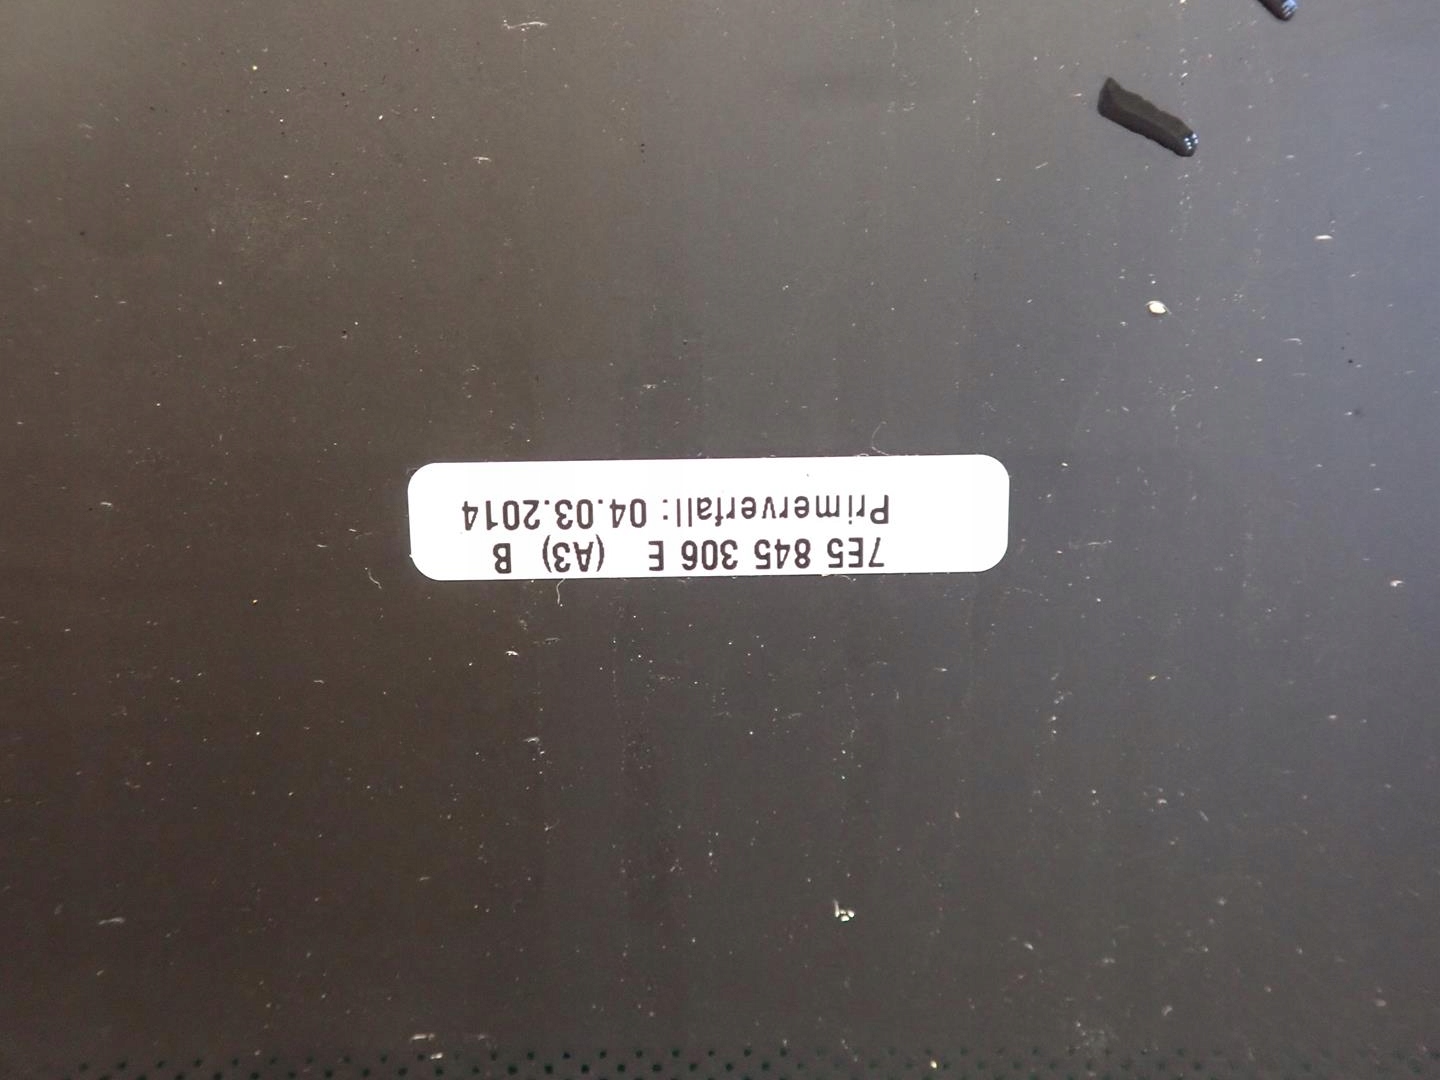 7E5 845 306 E (A3) B
Primerverfall: 04.03.2014